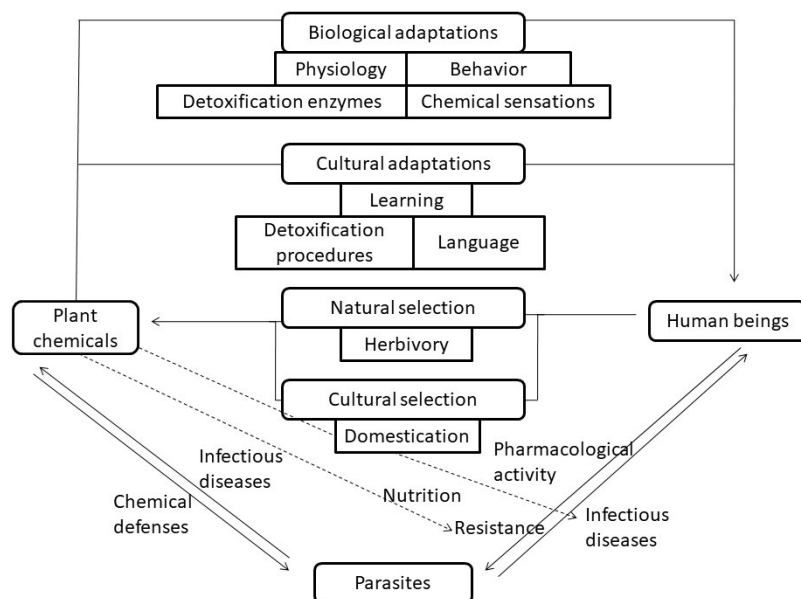 Biological adaptations
Physiology
Behavior
Detoxification enzymes
Chemical sensations
Cultural adaptations
Learning
Detoxification
procedures
Language
Natural selection
Herbivory
Plant
chemicals
Human beings
Cultural selection
Domestication
Infectious
diseases
Chemical
defenses
Pharmacological
activity
Nutrition
Resistance
Infectious
diseases
Parasites